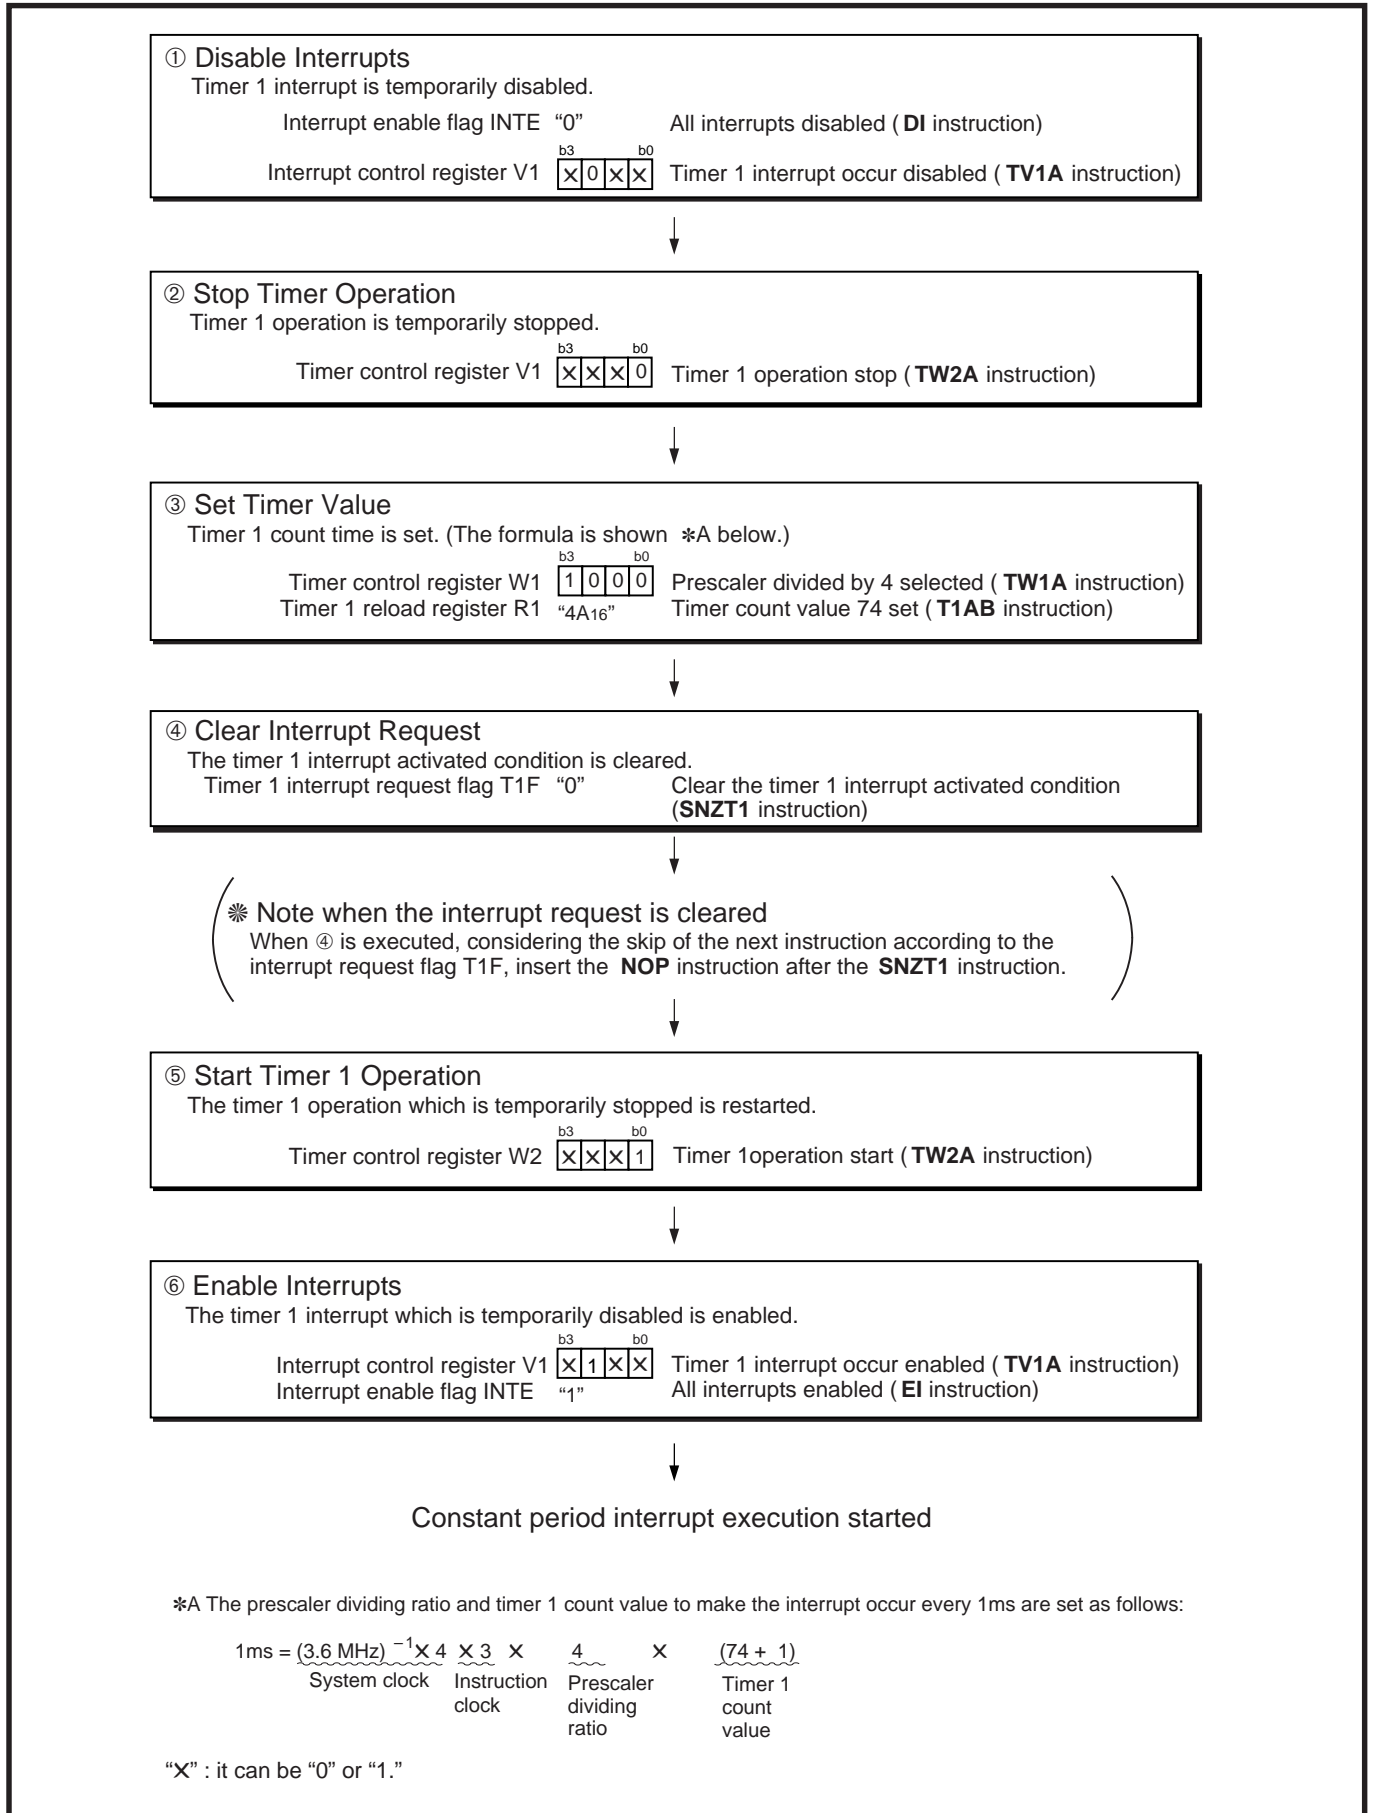 ① Disable Interrupts
Timer 1 interrupt is temporarily disabled.
Interrupt enable flag INTE “0” All interrupts disabled ( DI instruction)
b3 b0
Interrupt control register V1 X 0 X X Timer 1 interrupt occur disabled ( TV1A instruction)
② Stop Timer Operation
Timer 1 operation is temporarily stopped.
b3 b0
Timer control register V1 X X X 0 Timer 1 operation stop ( TW2A instruction)
③ Set Timer Value
Timer 1 count time is set. (The formula is shown ✽A below.)
b3 b0
Timer control register W1 1 0 0 0 Prescaler divided by 4 selected ( TW1A instruction)
Timer 1 reload register R1 “4A16” Timer count value 74 set ( T1AB instruction)
④ Clear Interrupt Request
The timer 1 interrupt activated condition is cleared.
Timer 1 interrupt request flag T1F “0” Clear the timer 1 interrupt activated condition
(SNZT1 instruction)
❋ Note when the interrupt request is cleared
When ④ is executed, considering the skip of the next instruction according to the
interrupt request flag T1F, insert the NOP instruction after the SNZT1 instruction.
⑤ Start Timer 1 Operation
The timer 1 operation which is temporarily stopped is restarted.
b3 b0
Timer control register W2 X X X 1 Timer 1operation start ( TW2A instruction)
⑥ Enable Interrupts
The timer 1 interrupt which is temporarily disabled is enabled.
b3 b0
Interrupt control register V1 X 1 X X Timer 1 interrupt occur enabled ( TV1A instruction)
Interrupt enable flag INTE “1” All interrupts enabled ( EI instruction)
Constant period interrupt execution started
✽A The prescaler dividing ratio and timer 1 count value to make the interrupt occur every 1ms are set as follows:
1ms = (3.6 MHz) –1 X 4 X 3 X 4 X (74 + 1)
System clock Instruction Prescaler Timer 1
clock dividing count
ratio value
“X” : it can be “0” or “1.”